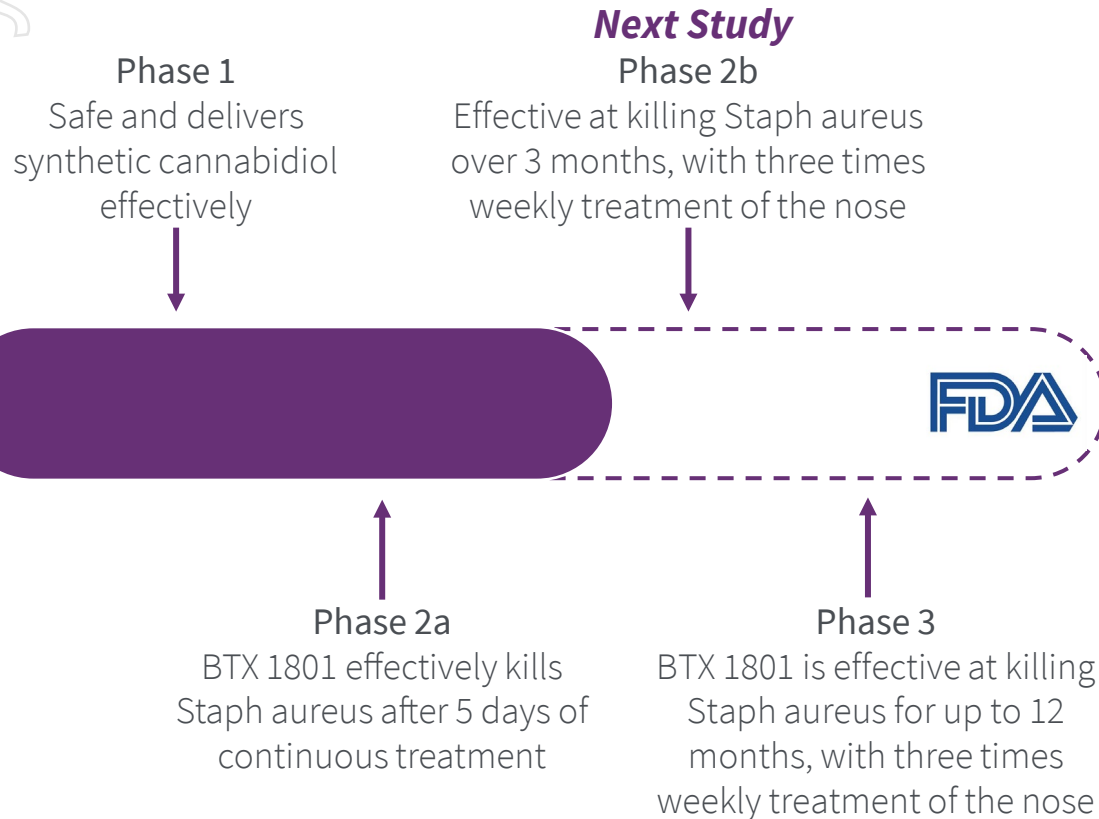 Next Study
Phase 1
Safe and delivers
synthetic cannabidiol
effectively
Phase 2b
Effective at killing Staph aureus
over 3 months, with three times
weekly treatment of the nose
FDA
Phase 2a
BTX 1801 effectively kills
Staph aureus after 5 days of
continuous treatment
Phase 3
BTX 1801 is effective at killing
Staph aureus for up to 12
months, with three times
weekly treatment of the nose